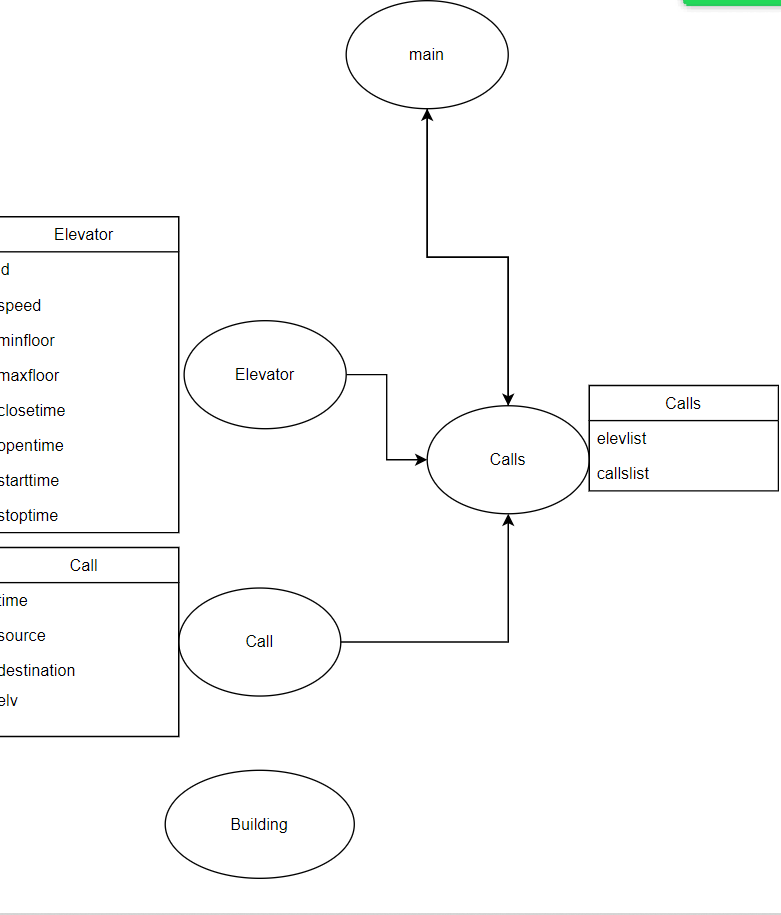 main
Elevator
d
speed
minfloor
maxfloor
closetime
opentime
starttime
stoptime
Elevator
Calls
elevlist
callslist
Calls
Call
time
source
destination
elv
Call
Building